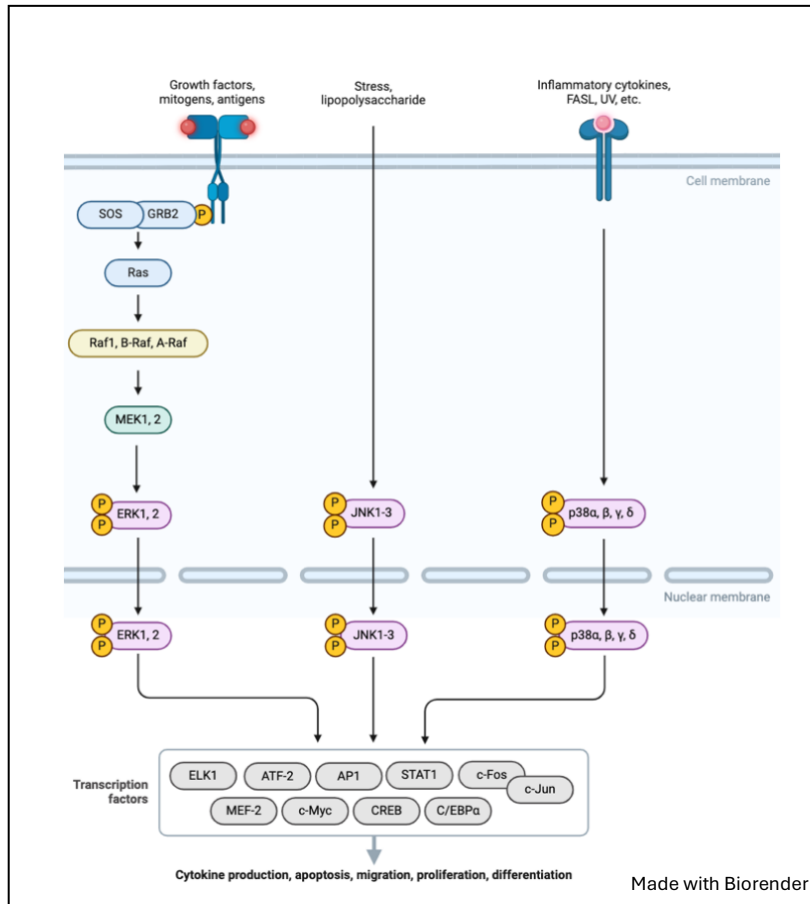 Growth factors,
mitogens, antigens
Stress,
lipopolysaccharide
Inflammatory cytokines,
FASL, UV, etc.
Cell membrane
SOS
GRB2
P
Ras
Raf1, B-Raf, A-Raf
MEK1, 2
P
P
ERK1, 2
P
P
JNK1-3
P
P
p38α, β, γ, δ
Nuclear membrane
P
P
ERK1, 2
P
P
JNK1-3
P
P
p38α, β, γ, δ
Transcription
factors
ELK1
ATF-2
AP1
STAT1
c-Fos
c-Jun
MEF-2
c-Myc
CREB
C/EBPα
Cytokine production, apoptosis, migration, proliferation, differentiation
Made with Biorender